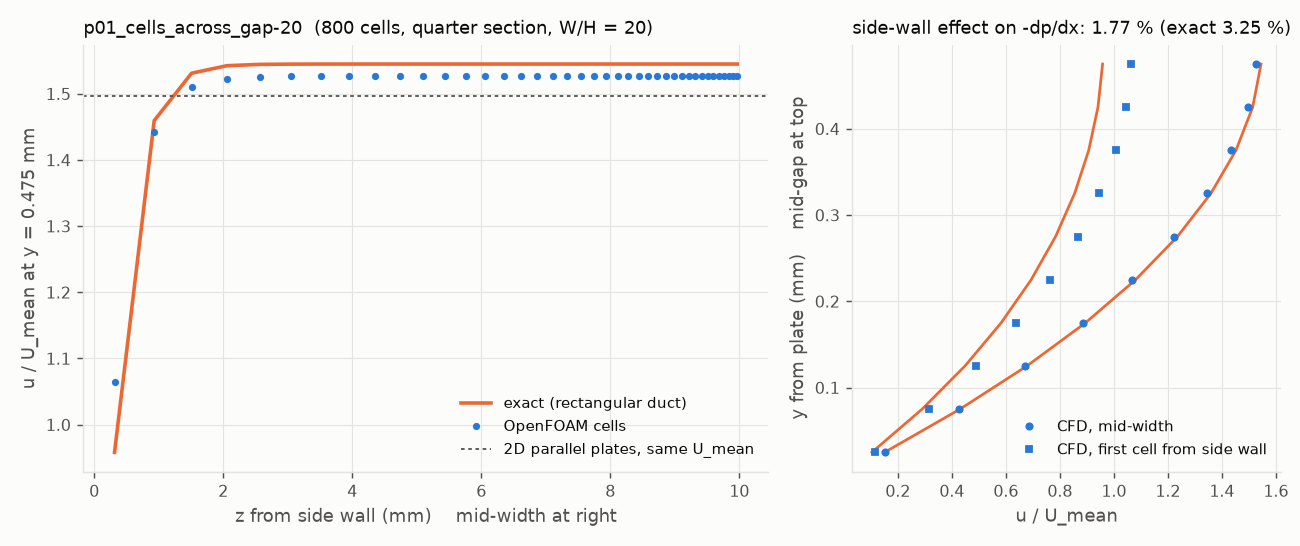 p01_cells_across_gap-20  (800 cells, quarter section, W/H = 20)
u / U_mean at y = 0.475 mm
1.5
1.4
1.3
1.2
1.1
1.0
exact (rectangular duct)
OpenFOAM cells
2D parallel plates, same U_mean
0 2 4 6 8 10
z from side wall (mm)    mid-width at right
side-wall effect on -dp/dx: 1.77 % (exact 3.25 %)
y from plate (mm)    mid-gap at top
0.4
0.3
0.2
0.1
CFD, mid-width
CFD, first cell from side wall
0.2 0.4 0.6 0.8 1.0 1.2 1.4 1.6
u / U_mean